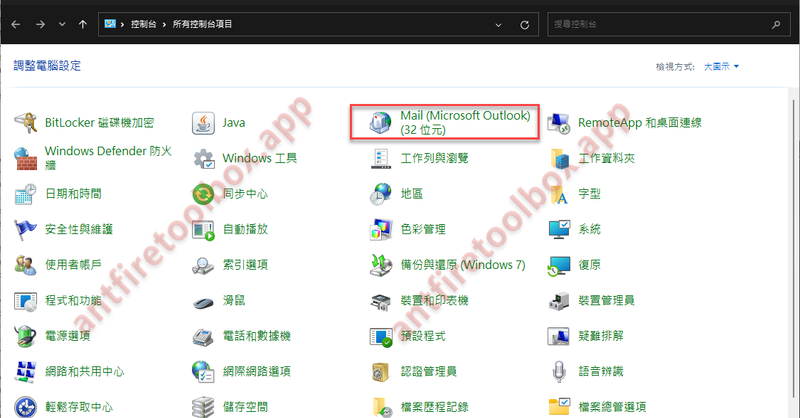 控制台 › 所有控制台項目
搜尋控制台
調整電腦設定
檢視方式: 大圖示
BitLocker 磁碟機加密
Java
Mail (Microsoft Outlook)
(32 位元)
RemoteApp 和桌面連線
Windows Defender 防火
牆
Windows 工具
工作列與瀏覽
工作資料夾
日期和時間
同步中心
地區
字型
安全性與維護
自動播放
色彩管理
系統
使用者帳戶
索引選項
備份與還原 (Windows 7)
復原
程式和功能
滑鼠
裝置和印表機
裝置管理員
電源選項
電話和數據機
預設程式
疑難排解
網路和共用中心
網際網路選項
認證管理員
語音辨識
輕鬆存取中心
儲存空間
檔案歷程記錄
檔案總管選項
antfiretoolbox.app
antfiretoolbox.app